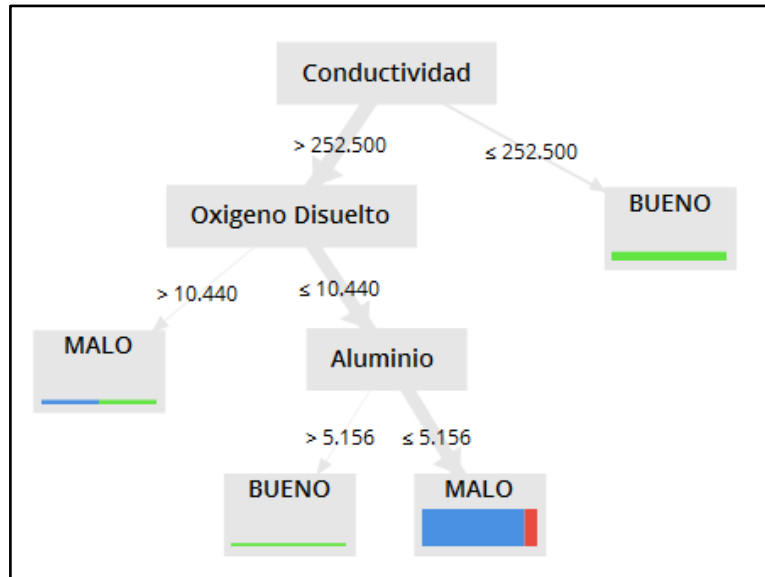 Conductividad
> 252.500
≤ 252.500
Oxigeno Disuelto
BUENO
> 10.440
≤ 10.440
MALO
Aluminio
> 5.156
≤ 5.156
BUENO
MALO